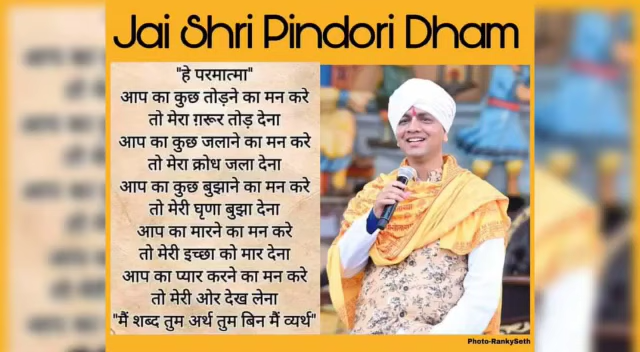 Jai Shri Pindori Dham
"हे परमात्मा"
आप का कुछ तोड़ने का मन करे
तो मेरा ग़रूर तोड़ देना
आप का कुछ जलाने का मन करे
तो मेरा क्रोध जला देना
आप का कुछ बुझाने का मन करे
तो मेरी घृणा बुझा देना
आप का मारने का मन करे
तो मेरी इच्छा को मार देना
आप का प्यार करने का मन करे
तो मेरी ओर देख लेना
"मैं शब्द तुम अर्थ तुम बिन मैं व्यर्थ"
Photo-RankySeth